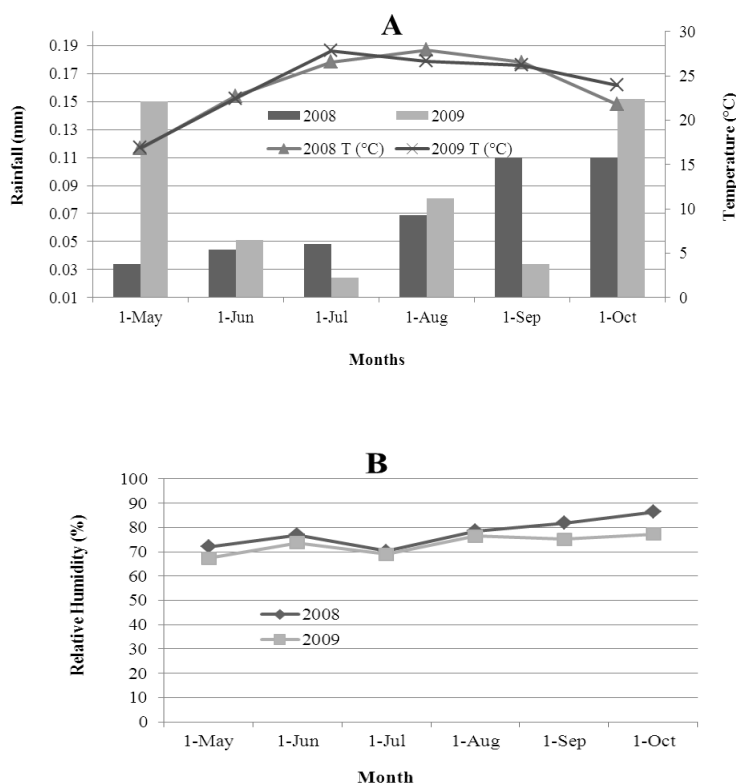 A
0.19
0.17
0.15
0.13
0.11
0.09
0.07
0.05
0.03
0.01
Rainfall (mm)
30
25
20
15
10
5
0
Temperature (°C)
2008
2009
2008 T (°C)
2009 T (°C)
1-May 1-Jun 1-Jul 1-Aug 1-Sep 1-Oct
Months
B
100
90
80
70
60
50
40
30
20
10
0
Relative Humidity (%)
2008
2009
1-May 1-Jun 1-Jul 1-Aug 1-Sep 1-Oct
Month